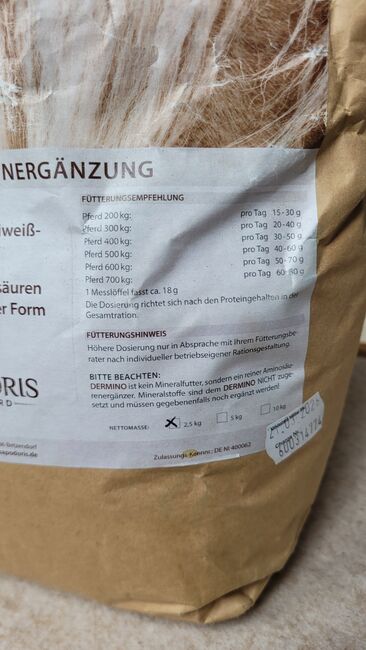 NERGÄNZUNG
iweiß-
säuren
er Form
ORIS
RD
FÜTTERUNGSEMPFEHLUNG
Pferd 200 kg: pro Tag 15-30 g
Pferd 300 kg: pro Tag 20-40 g
Pferd 400 kg: pro Tag 30-50 g
Pferd 500 kg: pro Tag 40-60 g
Pferd 600 kg: pro Tag 50-70 g
Pferd 700 kg: pro Tag 60-80 g
1 Messlöffel fasst ca. 18 g
Die Dosierung richtet sich nach den Proteingehalten in der
Gesamtration.
FÜTTERUNGSHINWEIS
Höhere Dosierung nur in Absprache mit Ihrem Fütterungsbe-
rater nach individueller betriebseigener Rationsgestaltung.
BITTE BEACHTEN:
DERMINO ist kein Mineralfutter, sondern ein reiner Aminosäu-
renergänzer. Mineralstoffe sind dem DERMINO NICHT zuge-
setzt und müssen gegebenenfalls noch ergänzt werden!
NETTOMASSE: X 2,5 kg 5 kg 10 kg
Zulassungs-Kennnr.: DE NI 400062